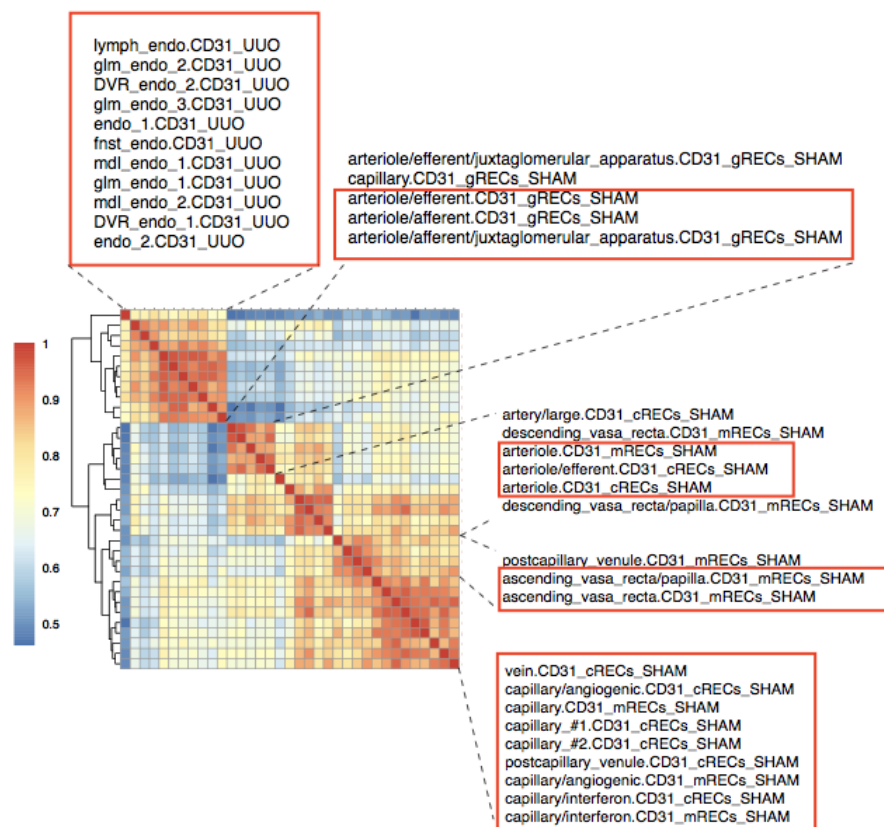 lymph_endo.CD31_UUO
glm_endo_2.CD31_UUO
DVR_endo_2.CD31_UUO
glm_endo_3.CD31_UUO
endo_1.CD31_UUO
fnst_endo.CD31_UUO
mdl_endo_1.CD31_UUO
glm_endo_1.CD31_UUO
mdl_endo_2.CD31_UUO
DVR_endo_1.CD31_UUO
endo_2.CD31_UUO
arteriole/efferent/juxtaglomerular_apparatus.CD31_gRECs_SHAM
capillary.CD31_gRECs_SHAM
arteriole/efferent.CD31_gRECs_SHAM
arteriole/afferent.CD31_gRECs_SHAM
arteriole/afferent/juxtaglomerular_apparatus.CD31_gRECs_SHAM
1
0.9
0.8
0.7
0.6
0.5
artery/large.CD31_cRECs_SHAM
descending_vasa_recta.CD31_mRECs_SHAM
arteriole.CD31_mRECs_SHAM
arteriole/efferent.CD31_cRECs_SHAM
arteriole.CD31_cRECs_SHAM
descending_vasa_recta/papilla.CD31_mRECs_SHAM
postcapillary_venule.CD31_mRECs_SHAM
ascending_vasa_recta/papilla.CD31_mRECs_SHAM
ascending_vasa_recta.CD31_mRECs_SHAM
vein.CD31_cRECs_SHAM
capillary/angiogenic.CD31_cRECs_SHAM
capillary.CD31_mRECs_SHAM
capillary_#1.CD31_cRECs_SHAM
capillary_#2.CD31_cRECs_SHAM
postcapillary_venule.CD31_cRECs_SHAM
capillary/angiogenic.CD31_mRECs_SHAM
capillary/interferon.CD31_cRECs_SHAM
capillary/interferon.CD31_mRECs_SHAM